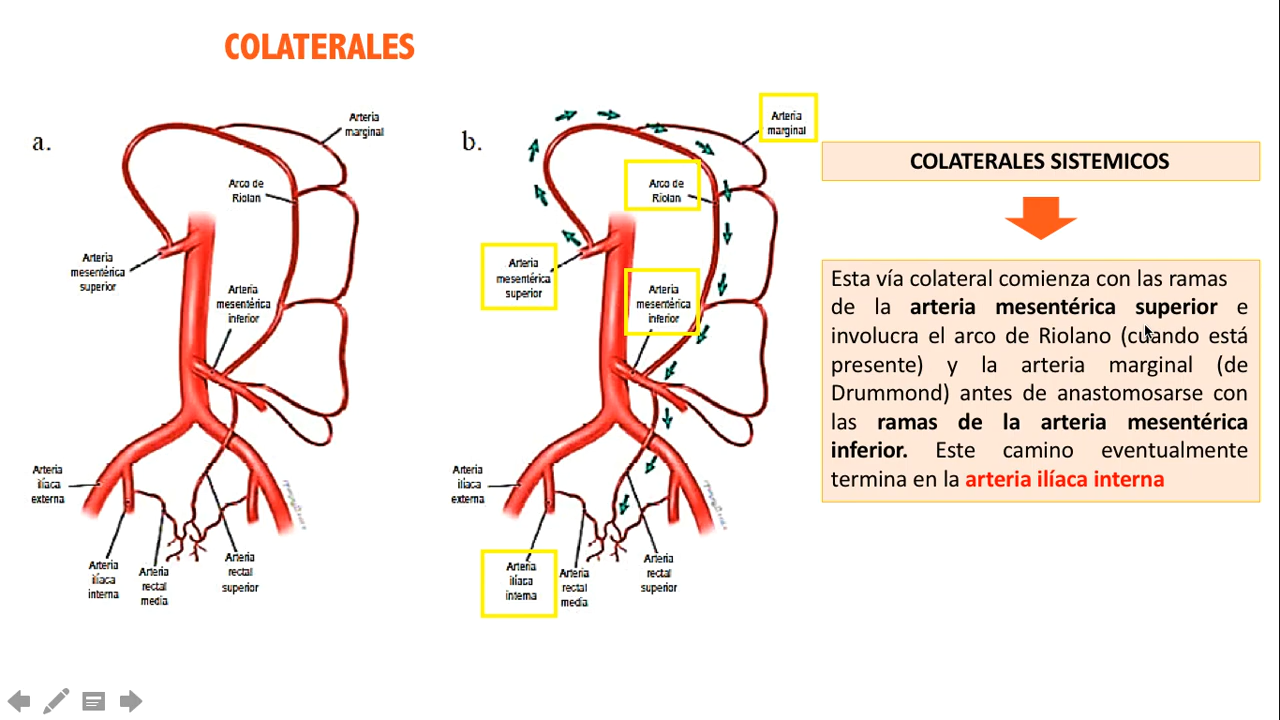 COLATERALES
a.
Arteria
marginal
Arco de
Riolan
Arteria
mesentérica
superior
Arteria
mesentérica
inferior
Arteria
ilíaca
externa
Arteria
ilíaca
interna
Arteria
rectal
media
Arteria
rectal
superior
b.
Arteria
marginal
Arco de
Riolan
Arteria
mesentérica
superior
Arteria
mesentérica
inferior
Arteria
ilíaca
externa
Arteria
ilíaca
interna
Arteria
rectal
media
Arteria
rectal
superior
COLATERALES SISTEMICOS
Esta vía colateral comienza con las ramas
de la arteria mesentérica superior e
involucra el arco de Riolano (cuando está
presente) y la arteria marginal (de
Drummond) antes de anastomosarse con
las ramas de la arteria mesentérica
inferior. Este camino eventualmente
termina en la arteria ilíaca interna